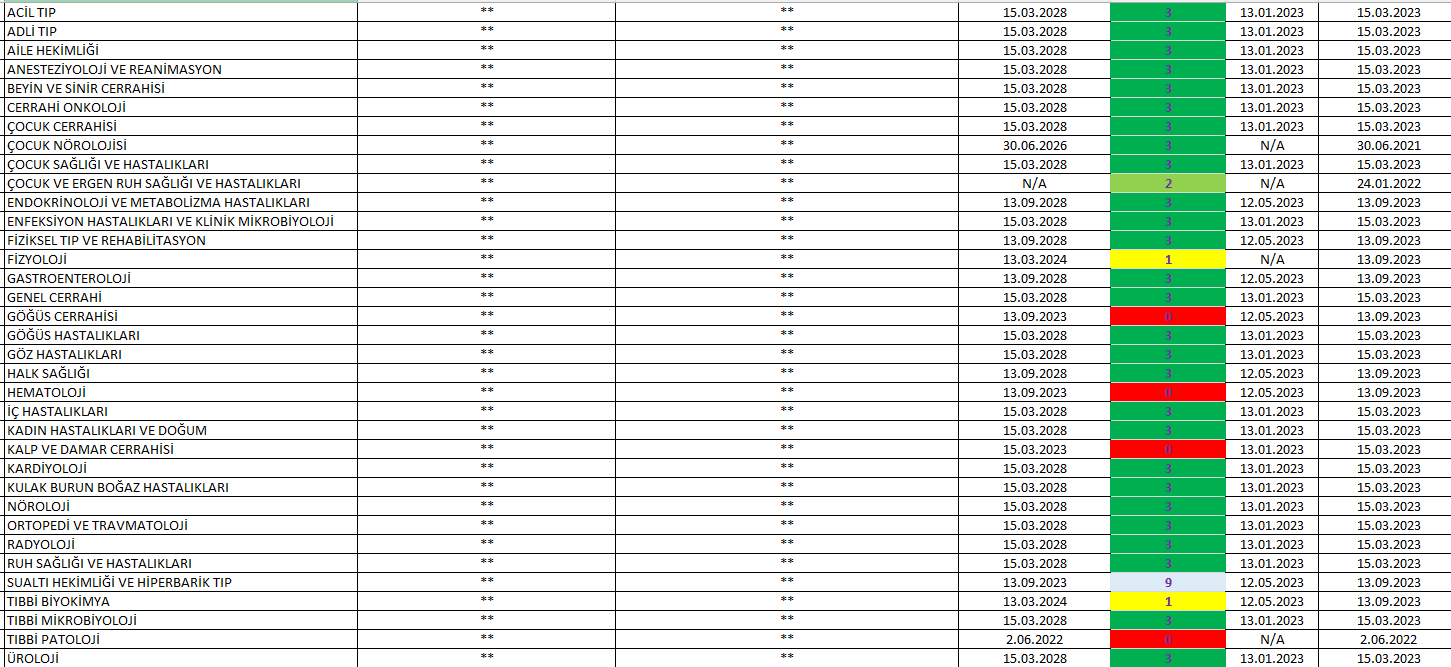 ACİL TIP ** ** 15.03.2028 3 13.01.2023 15.03.2023
ADLİ TIP ** ** 15.03.2028 3 13.01.2023 15.03.2023
AİLE HEKİMLİĞİ ** ** 15.03.2028 3 13.01.2023 15.03.2023
ANESTEZİYOLOJİ VE REANİMASYON ** ** 15.03.2028 3 13.01.2023 15.03.2023
BEYİN VE SİNİR CERRAHİSİ ** ** 15.03.2028 3 13.01.2023 15.03.2023
CERRAHİ ONKOLOJİ ** ** 15.03.2028 3 13.01.2023 15.03.2023
ÇOCUK CERRAHİSİ ** ** 15.03.2028 3 13.01.2023 15.03.2023
ÇOCUK NÖROLOJİSİ ** ** 30.06.2026 3 N/A 30.06.2021
ÇOCUK SAĞLIĞI VE HASTALIKLARI ** ** 15.03.2028 3 13.01.2023 15.03.2023
ÇOCUK VE ERGEN RUH SAĞLIĞI VE HASTALIKLARI ** ** N/A 2 N/A 24.01.2022
ENDOKRİNOLOJİ VE METABOLİZMA HASTALIKLARI ** ** 13.09.2028 3 12.05.2023 13.09.2023
ENFEKSİYON HASTALIKLARI VE KLİNİK MİKROBİYOLOJİ ** ** 15.03.2028 3 13.01.2023 15.03.2023
FİZİKSEL TIP VE REHABİLİTASYON ** ** 13.09.2028 3 12.05.2023 13.09.2023
FİZYOLOJİ ** ** 13.03.2024 1 N/A 13.09.2023
GASTROENTEROLOJİ ** ** 13.09.2028 3 12.05.2023 13.09.2023
GENEL CERRAHİ ** ** 15.03.2028 3 13.01.2023 15.03.2023
GÖĞÜS CERRAHİSİ ** ** 13.09.2023 0 12.05.2023 13.09.2023
GÖĞÜS HASTALIKLARI ** ** 15.03.2028 3 13.01.2023 15.03.2023
GÖZ HASTALIKLARI ** ** 15.03.2028 3 13.01.2023 15.03.2023
HALK SAĞLIĞI ** ** 13.09.2028 3 12.05.2023 13.09.2023
HEMATOLOJİ ** ** 13.09.2023 0 12.05.2023 13.09.2023
İÇ HASTALIKLARI ** ** 15.03.2028 3 13.01.2023 15.03.2023
KADIN HASTALIKLARI VE DOĞUM ** ** 15.03.2028 3 13.01.2023 15.03.2023
KALP VE DAMAR CERRAHİSİ ** ** 15.03.2023 0 13.01.2023 15.03.2023
KARDİYOLOJİ ** ** 15.03.2028 3 13.01.2023 15.03.2023
KULAK BURUN BOĞAZ HASTALIKLARI ** ** 15.03.2028 3 13.01.2023 15.03.2023
NÖROLOJİ ** ** 15.03.2028 3 13.01.2023 15.03.2023
ORTOPEDİ VE TRAVMATOLOJİ ** ** 15.03.2028 3 13.01.2023 15.03.2023
RADYOLOJİ ** ** 15.03.2028 3 13.01.2023 15.03.2023
RUH SAĞLIĞI VE HASTALIKLARI ** ** 15.03.2028 3 13.01.2023 15.03.2023
SUALTI HEKİMLİĞİ VE HİPERBARİK TIP ** ** 13.09.2023 9 12.05.2023 13.09.2023
TIBBİ BİYOKİMYA ** ** 13.03.2024 1 12.05.2023 13.09.2023
TIBBİ MİKROBİYOLOJİ ** ** 15.03.2028 3 13.01.2023 15.03.2023
TIBBİ PATOLOJİ ** ** 2.06.2022 0 N/A 2.06.2022
ÜROLOJİ ** ** 15.03.2028 3 13.01.2023 15.03.2023